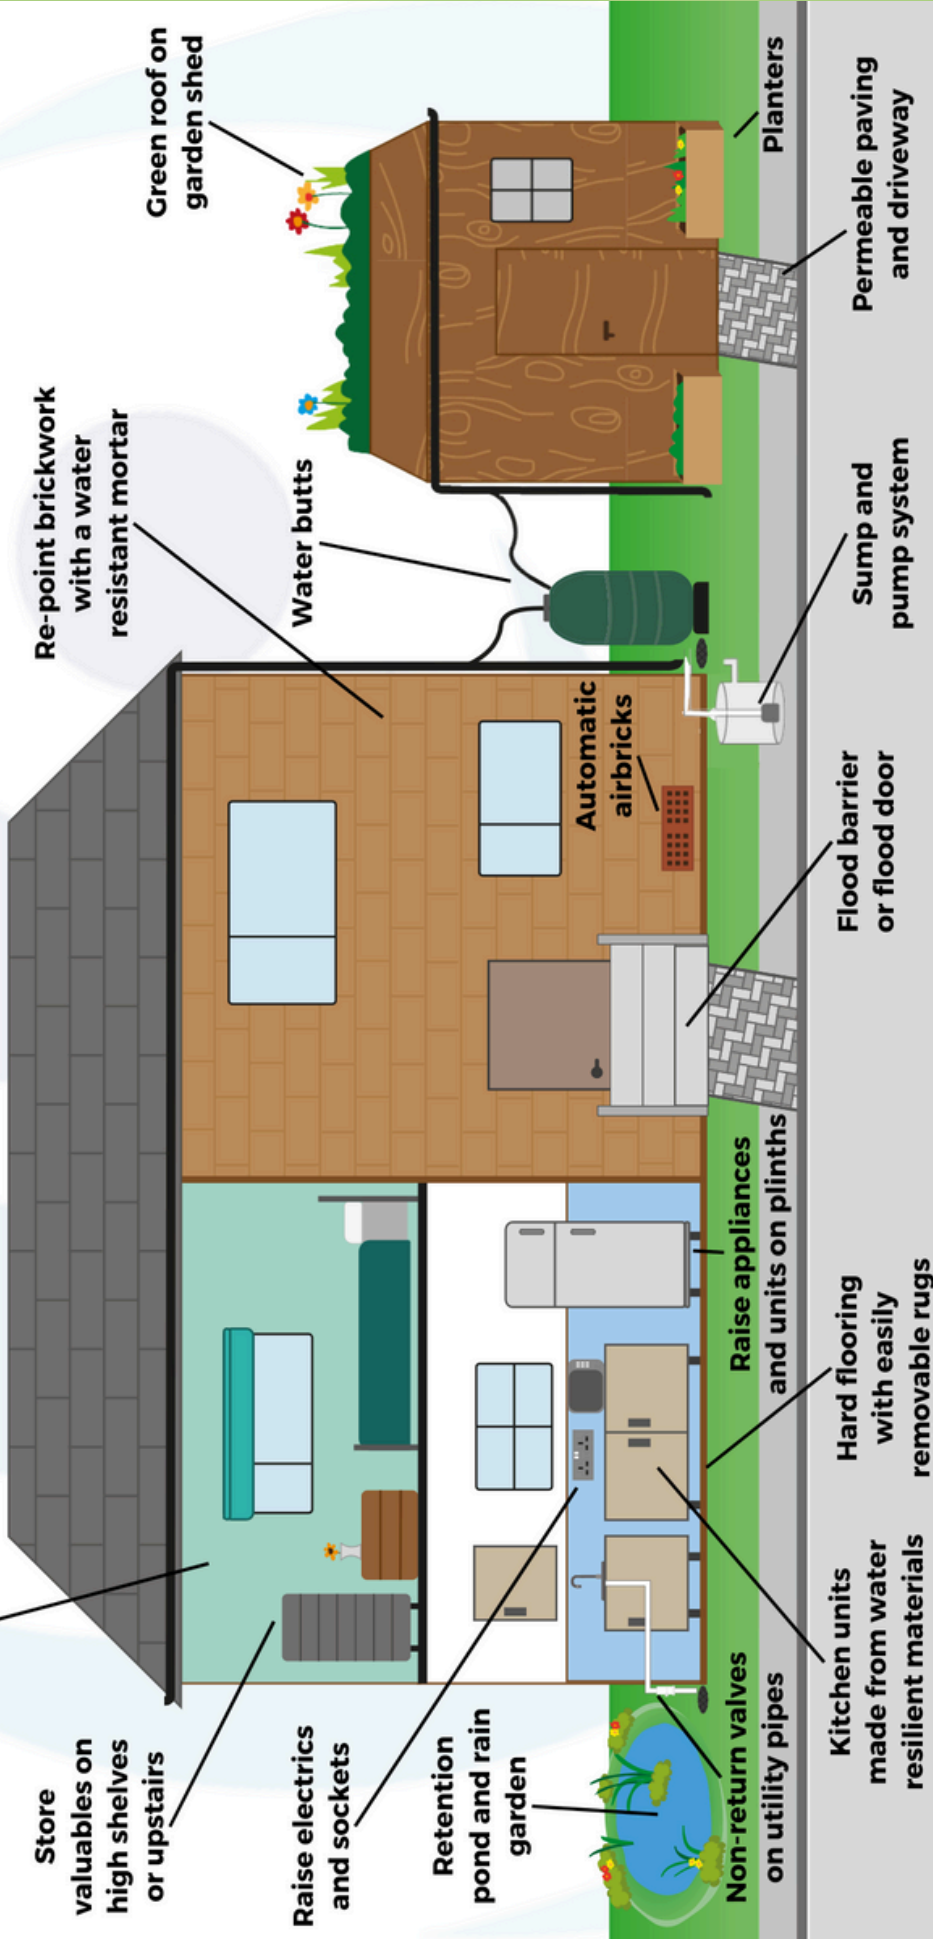 Store
valuables on
high shelves
or upstairs
Re-point brickwork
with a water
resistant mortar
Green roof on
garden shed
Water butts
Raise electrics
and sockets
Retention
pond and rain
garden
Automatic
airbricks
Non-return valves
on utility pipes
Raise appliances
and units on plinths
Planters
Kitchen units
made from water
resilient materials
Hard flooring
with easily
removable rugs
Flood barrier
or flood door
Sump and
pump system
Permeable paving
and driveway